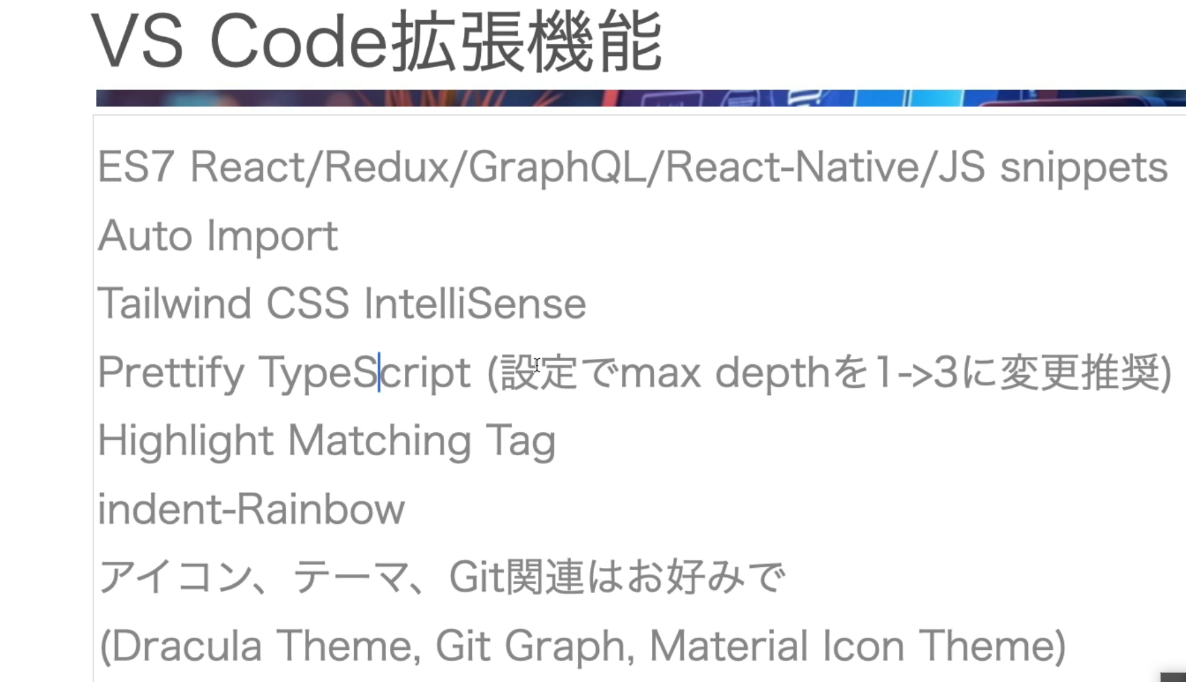 VS Code拡張機能
ES7 React/Redux/GraphQL/React-Native/JS snippets
Auto Import
Tailwind CSS IntelliSense
Prettify TypeScript (設定でmax depthを1->3に変更推奨)
Highlight Matching Tag
indent-Rainbow
アイコン、テーマ、Git関連はお好みで
(Dracula Theme, Git Graph, Material Icon Theme)